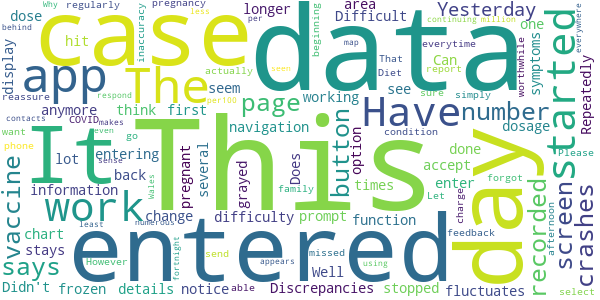 Why regularly pregnancy less
dose
behind
display
hit
case
inaccuracy
per
longer
beginning
area
Difficult
map
data
Yesterday
continuing million
number
one
Can
everytime
report
That
Diet
sure simply
see
worthwhile
symptoms
started
everywhere
Repeatedly
crashes
Please
app
The
reassure
actually
seem
contacts
COVID
respond
makes
per100
seen
page
working
Have
dosage
anymore
think
first
even
want
phone
navigation
button
option
done
accept
condition
day
recorded
screen
afternoon
forgot
It
This
entering
sense
go
lot
information
back
Wales
pregnant
several
grayed
Does
family
times
enter
Let
vaccine
work
change
difficulty
prompt
function
charge
chart
stays
numerous
least
missed
feedback
says
However
fortnight
send
appears
using
Well
fluctuates
entered
Didn't
frozen
details
notice
able
Discrepancies
stopped
select